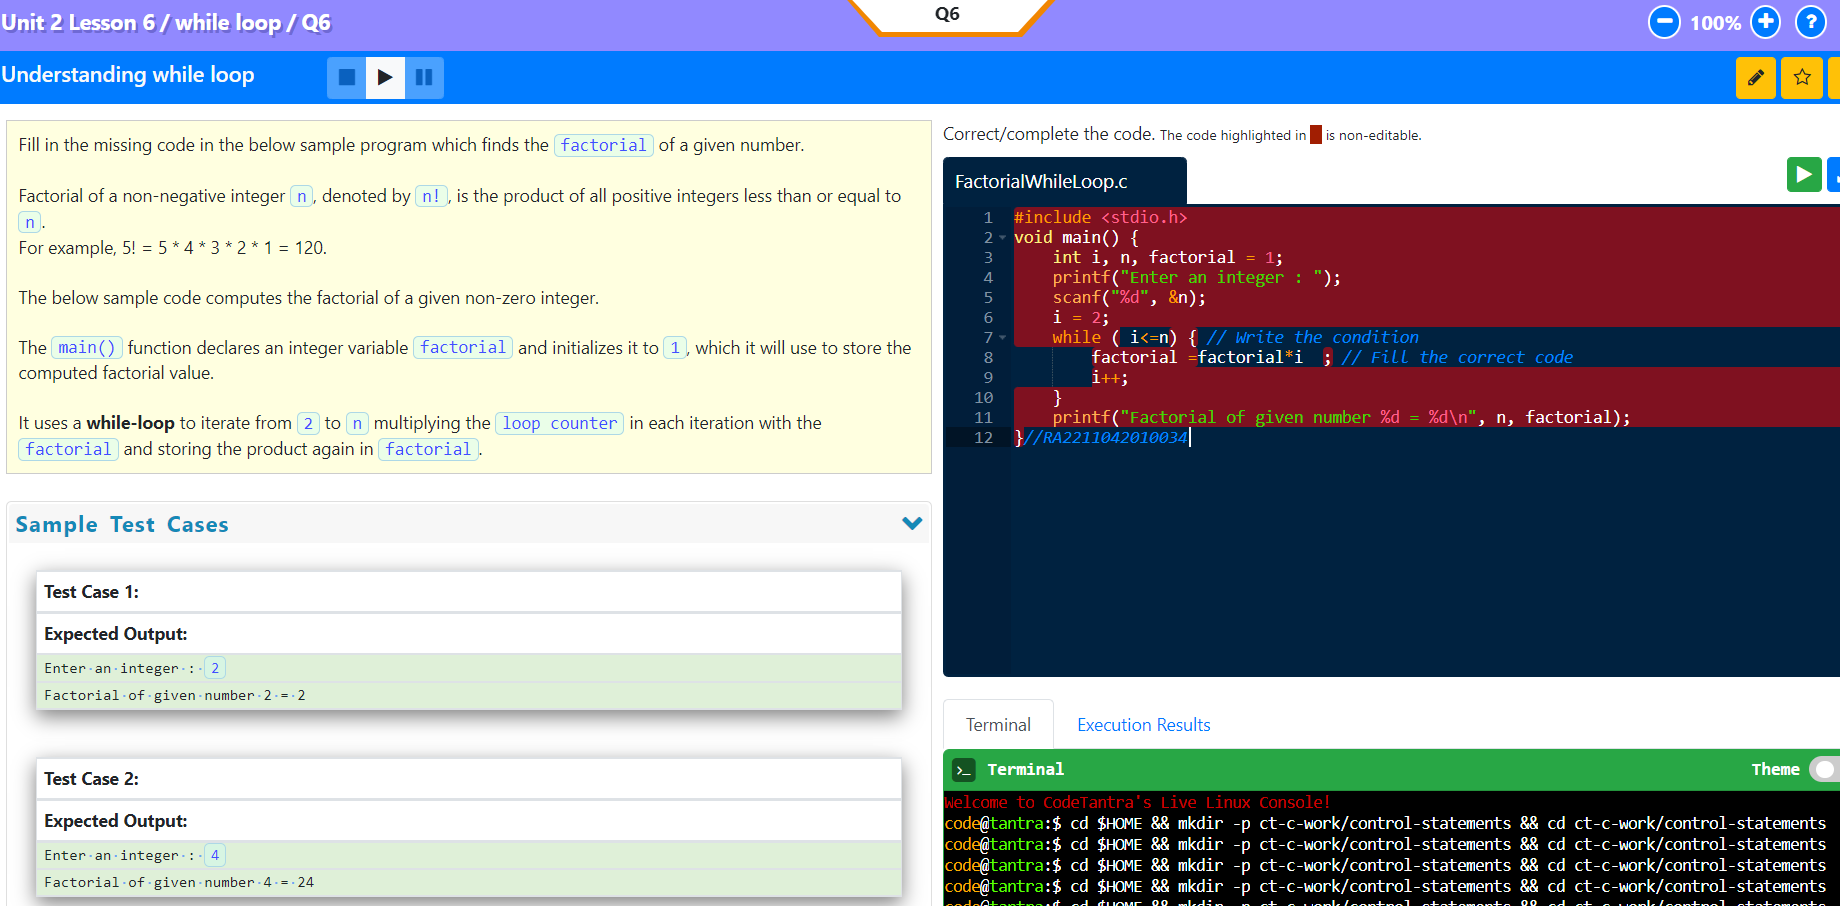 Unit 2 Lesson 6 / while loop / Q6
Q6
100%
?
Understanding while loop
Fill in the missing code in the below sample program which finds the factorial of a given number.
Factorial of a non-negative integer n, denoted by n!, is the product of all positive integers less than or equal to
n.
For example, 5! = 5 * 4 * 3 * 2 * 1 = 120.
The below sample code computes the factorial of a given non-zero integer.
The main() function declares an integer variable factorial and initializes it to 1, which it will use to store the
computed factorial value.
It uses a while-loop to iterate from 2 to n multiplying the loop counter in each iteration with the
factorial and storing the product again in factorial.
Sample Test Cases
Test Case 1:
Expected Output:
Enter·an·integer·:·2
Factorial·of·given·number·2·=·2
Test Case 2:
Expected Output:
Enter·an·integer·:·4
Factorial·of·given·number·4·=·24
Correct/complete the code. The code highlighted in is non-editable.
FactorialWhileLoop.c
1 #include <stdio.h>
2 void main() {
3 int i, n, factorial = 1;
4 printf("Enter an integer : ");
5 scanf("%d", &n);
6 i = 2;
7 while ( i<=n) { // Write the condition
8 factorial =factorial*i ; // Fill the correct code
9 i++;
10 }
11 printf("Factorial of given number %d = %d\n", n, factorial);
12 }//RA2211042010034
Terminal
Execution Results
>_ Terminal
Theme
Welcome to CodeTantra's Live Linux Console!
code@tantra:$ cd $HOME && mkdir -p ct-c-work/control-statements && cd ct-c-work/control-statements
code@tantra:$ cd $HOME && mkdir -p ct-c-work/control-statements && cd ct-c-work/control-statements
code@tantra:$ cd $HOME && mkdir -p ct-c-work/control-statements && cd ct-c-work/control-statements
code@tantra:$ cd $HOME && mkdir -p ct-c-work/control-statements && cd ct-c-work/control-statements